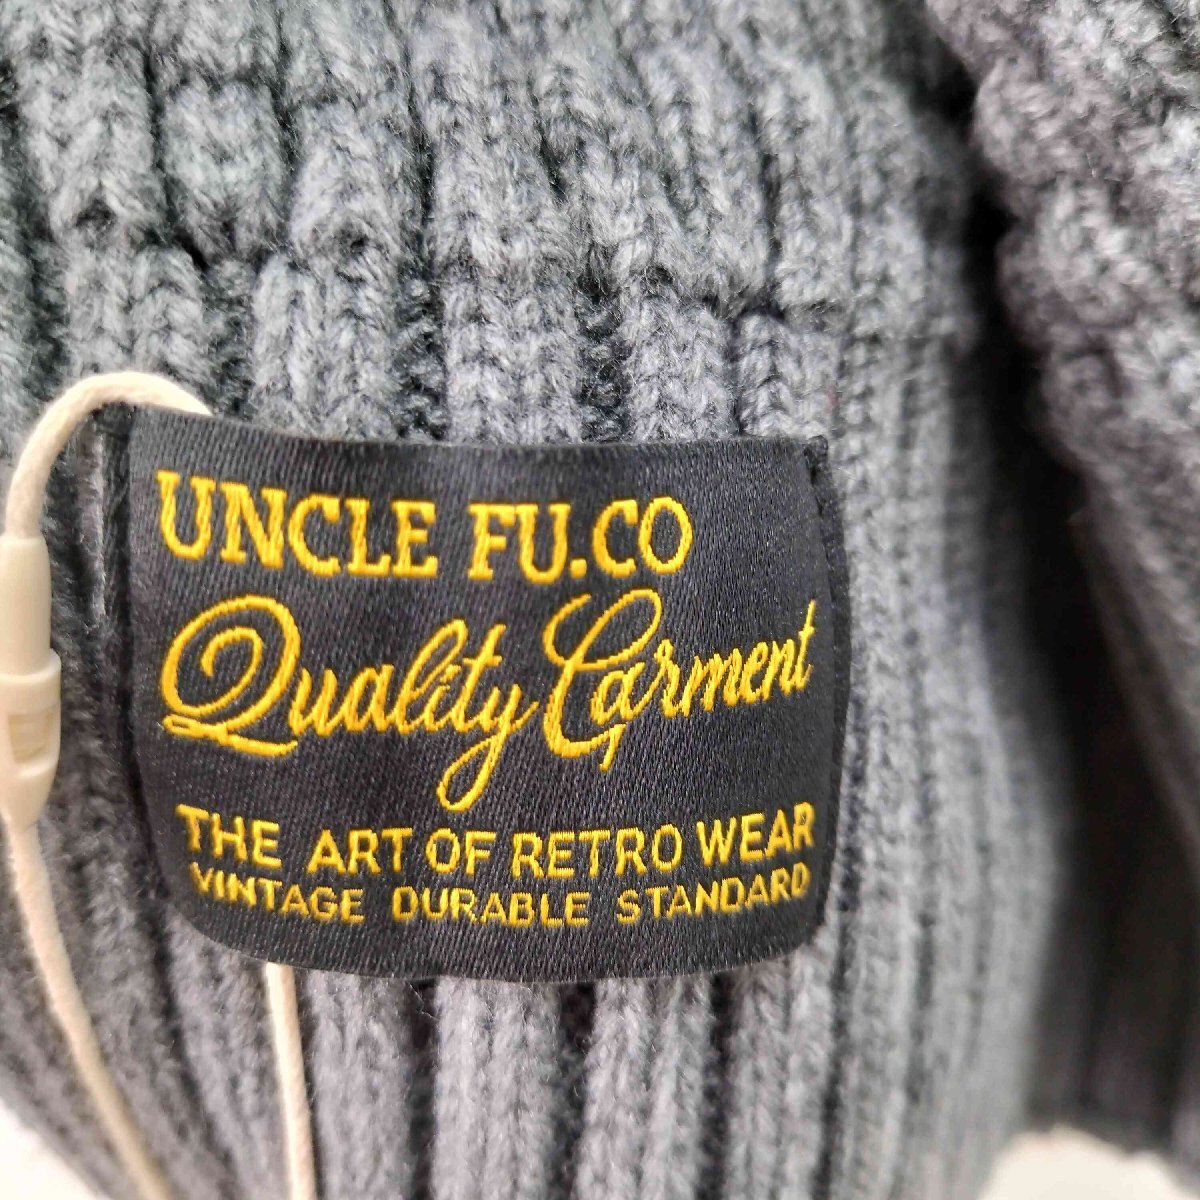 UNCLE FU.CO
Quality Garment
THE ART OF RETRO WEAR
VINTAGE DURABLE STANDARD